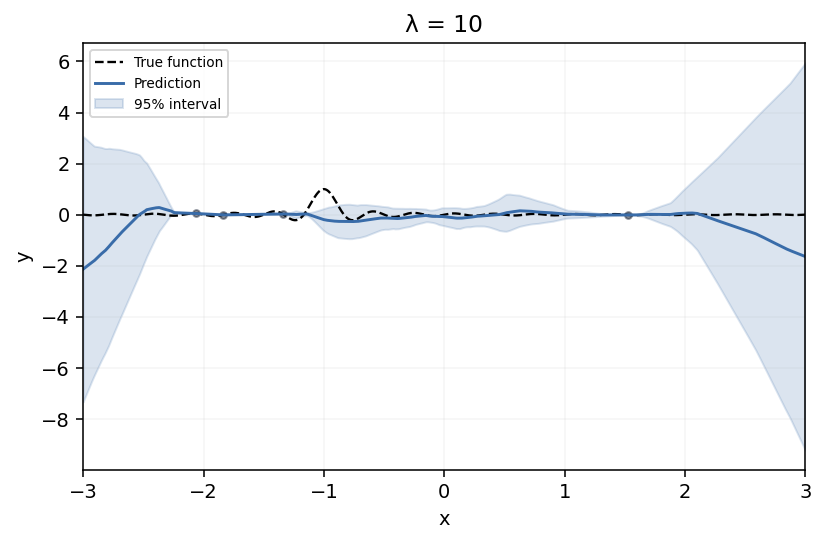 λ = 10
6
4
2
0
−2
−4
−6
−8
y
True function
Prediction
95% interval
−3 −2 −1 0 1 2 3
x